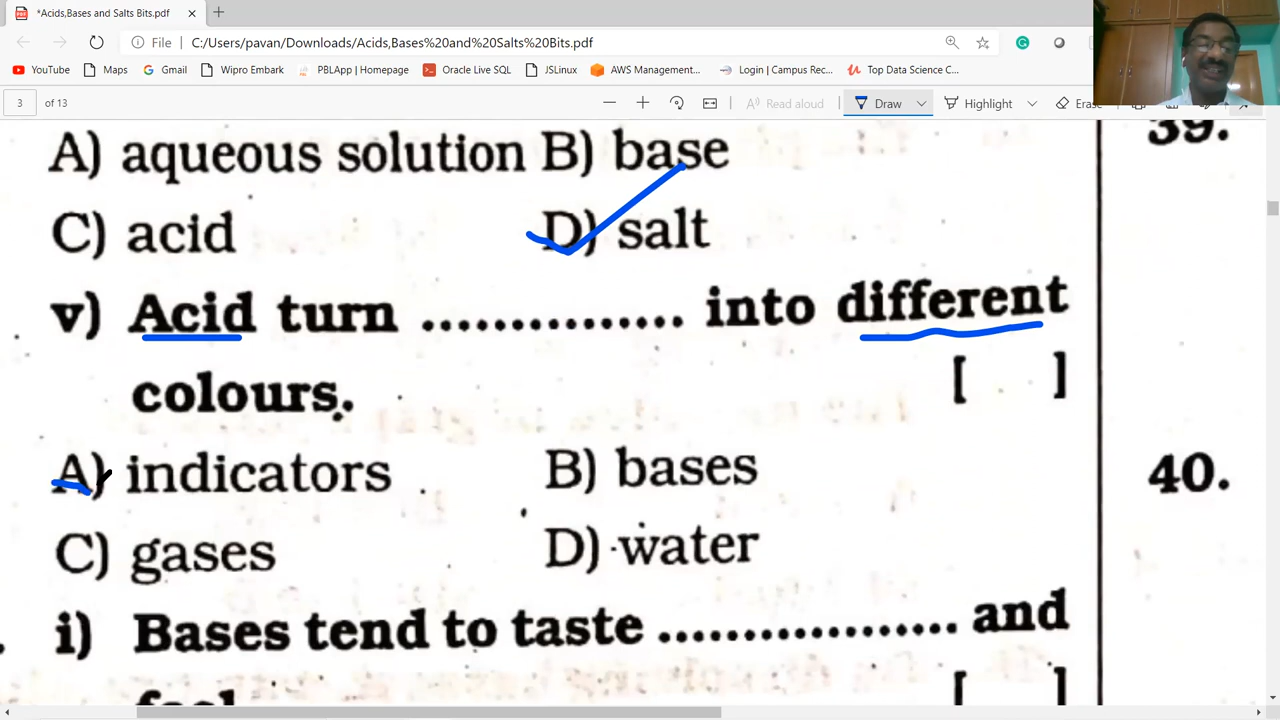 *Acids,Bases and Salts Bits.pdf
File C:/Users/pavan/Downloads/Acids,Bases%20and%20Salts%20Bits.pdf
YouTube Maps Gmail Wipro Embark PBLApp | Homepage Oracle Live SQL JSLinux AWS Management... Login | Campus Rec... Top Data Science C...
3 of 13 Read aloud Draw Highlight Erase
A) aqueous solution B) base
39.
C) acid D) salt
v) Acid turn ............... into different
colours. [ ]
A) indicators B) bases
40.
C) gases D) water
i) Bases tend to taste .................. and
feel [ ]